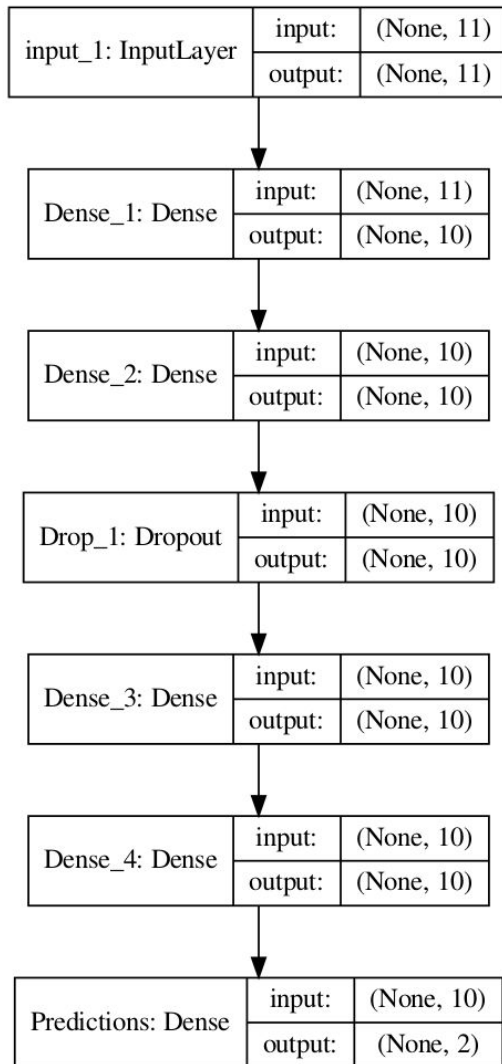 input_1: InputLayer
input: (None, 11)
output: (None, 11)
Dense_1: Dense
input: (None, 11)
output: (None, 10)
Dense_2: Dense
input: (None, 10)
output: (None, 10)
Drop_1: Dropout
input: (None, 10)
output: (None, 10)
Dense_3: Dense
input: (None, 10)
output: (None, 10)
Dense_4: Dense
input: (None, 10)
output: (None, 10)
Predictions: Dense
input: (None, 10)
output: (None, 2)